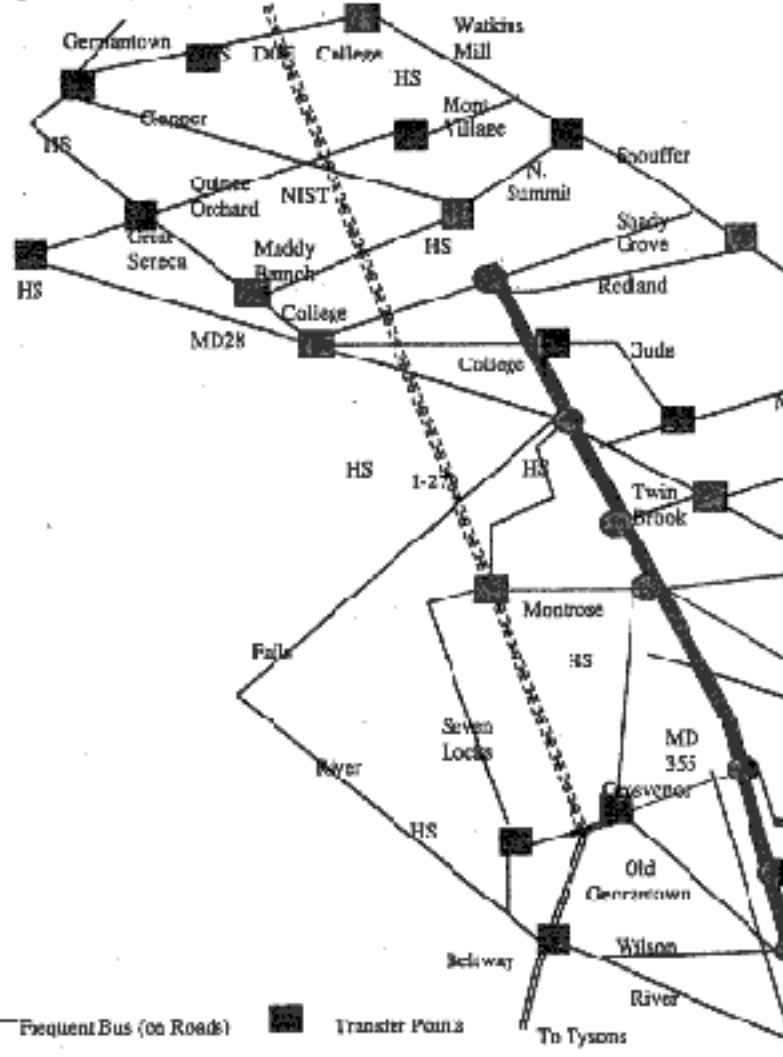 Watkins
Mill
Germantown
College
HS
Mont
Village
Clopper
HS
Shouffer
N.
Summit
Quince
Orchard
NIST
Great
Seneca
Muddy
Branch
HS
Shady
Grove
HS
Redland
College
MD28
College
Gude
HS
HS
I-27
Twin
Brook
Montrose
Falls
HS
Seven
Locks
MD
355
River
Grosvenor
HS
Old
Georgetown
Beltway
Wilson
River
Frequent Bus (on Roads)
Transfer Points
To Tysons